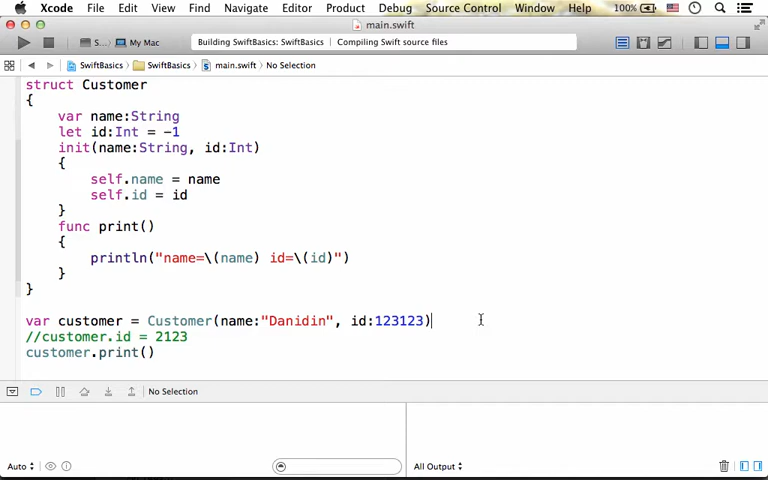 Xcode File Edit View Find Navigate Editor Product Debug Source Control Window Help 100%
main.swift
S... My Mac Building SwiftBasics: SwiftBasics Compiling Swift source files
SwiftBasics SwiftBasics main.swift No Selection
struct Customer
{
var name:String
let id:Int = -1
init(name:String, id:Int)
{
self.name = name
self.id = id
}
func print()
{
println("name=\(name) id=\(id)")
}
}
var customer = Customer(name:"Danidin", id:123123)
//customer.id = 2123
customer.print()
No Selection
Auto All Output